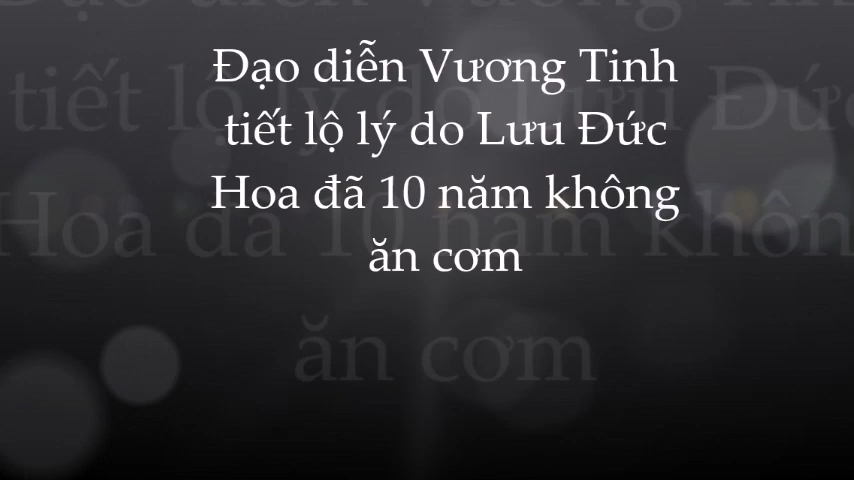 Đạo diễn Vương Tinh
tiết lộ lý do Lưu Đức
Hoa đã 10 năm không
ăn cơm